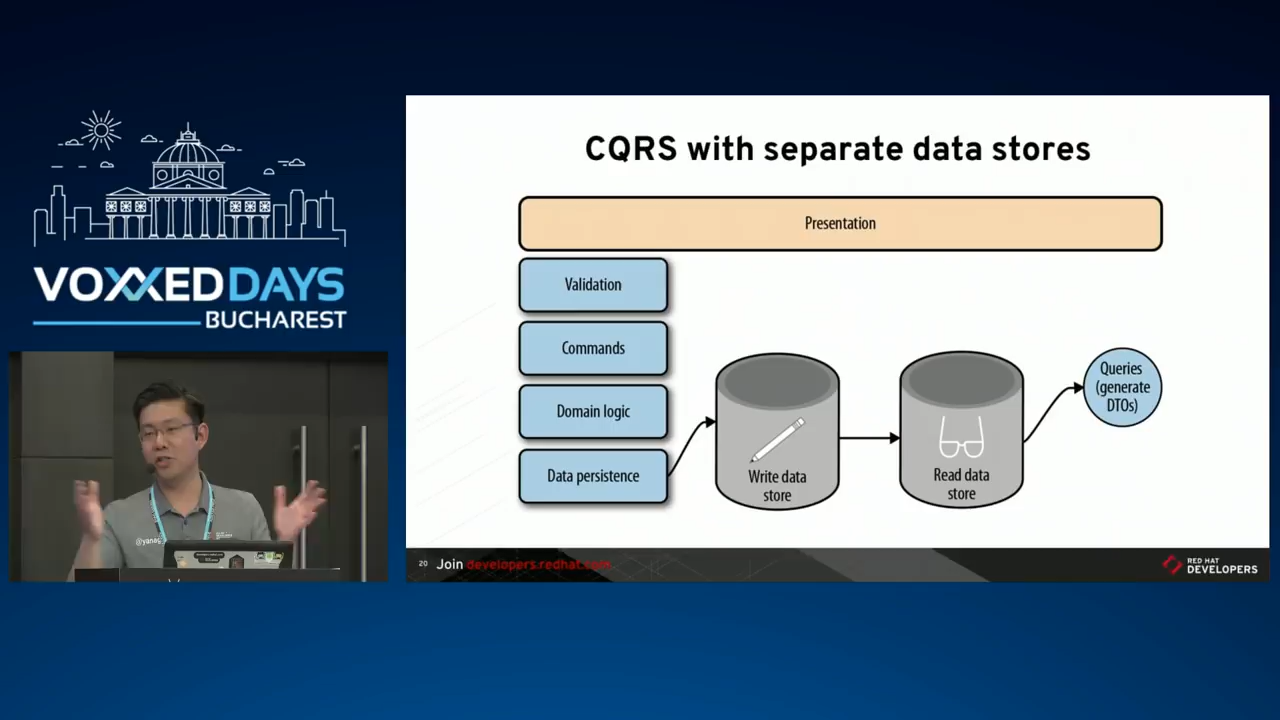 VOXXED DAYS
BUCHAREST
@yanag
CQRS with separate data stores
Presentation
Validation
Commands
Domain logic
Data persistence
Write data
store
Read data
store
Queries
(generate
DTOs)
20 Join developers.redhat.com
RED HAT
DEVELOPERS